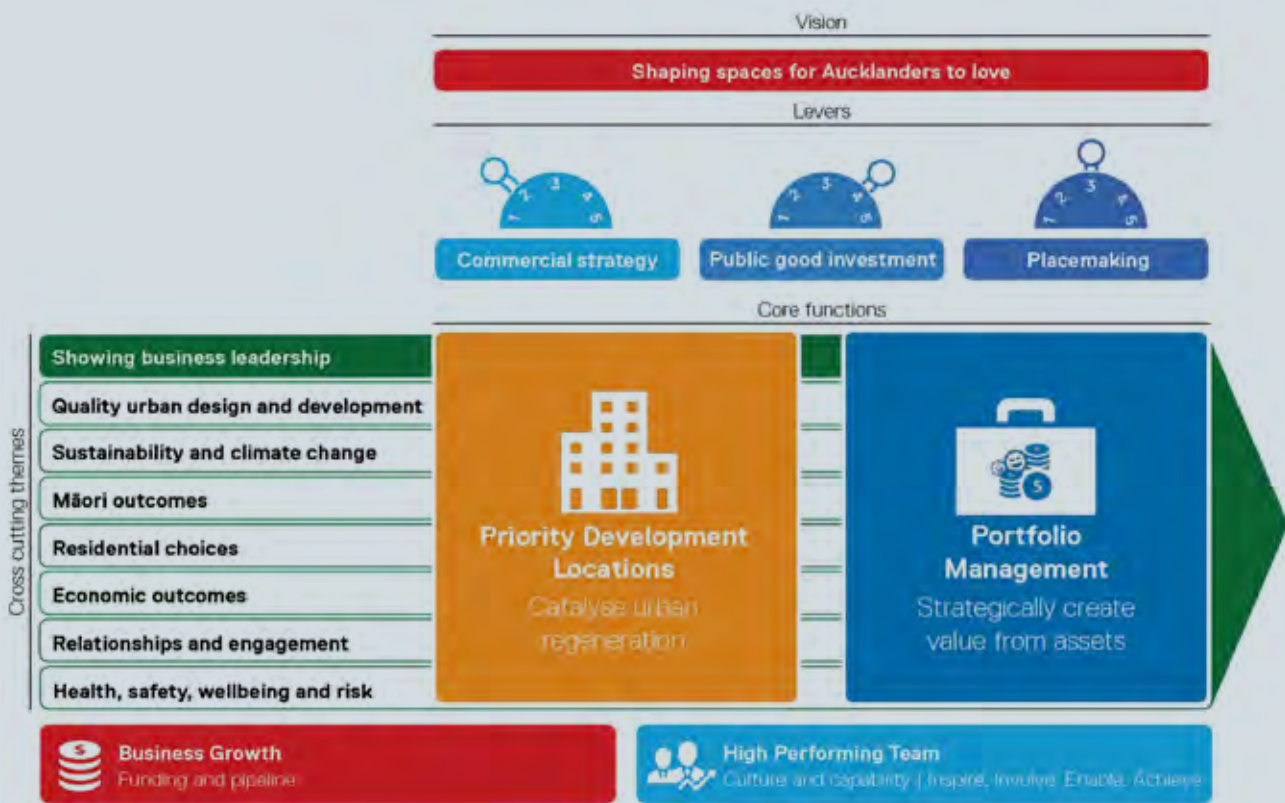 Vision
Shaping spaces for Aucklanders to love
Levers
1 2 3 4 5
1 2 3 4 5
1 2 3 4 5
Commercial strategy
Public good investment
Placemaking
Core functions
Cross cutting themes
Showing business leadership
Quality urban design and development
Sustainability and climate change
Māori outcomes
Residential choices
Economic outcomes
Relationships and engagement
Health, safety, wellbeing and risk
Priority Development
Locations
Catalyse urban
regeneration
$
Portfolio
Management
Strategically create
value from assets
$
Business Growth
Funding and pipeline
High Performing Team
Culture and capability | Inspire, Involve, Enable, Achieve